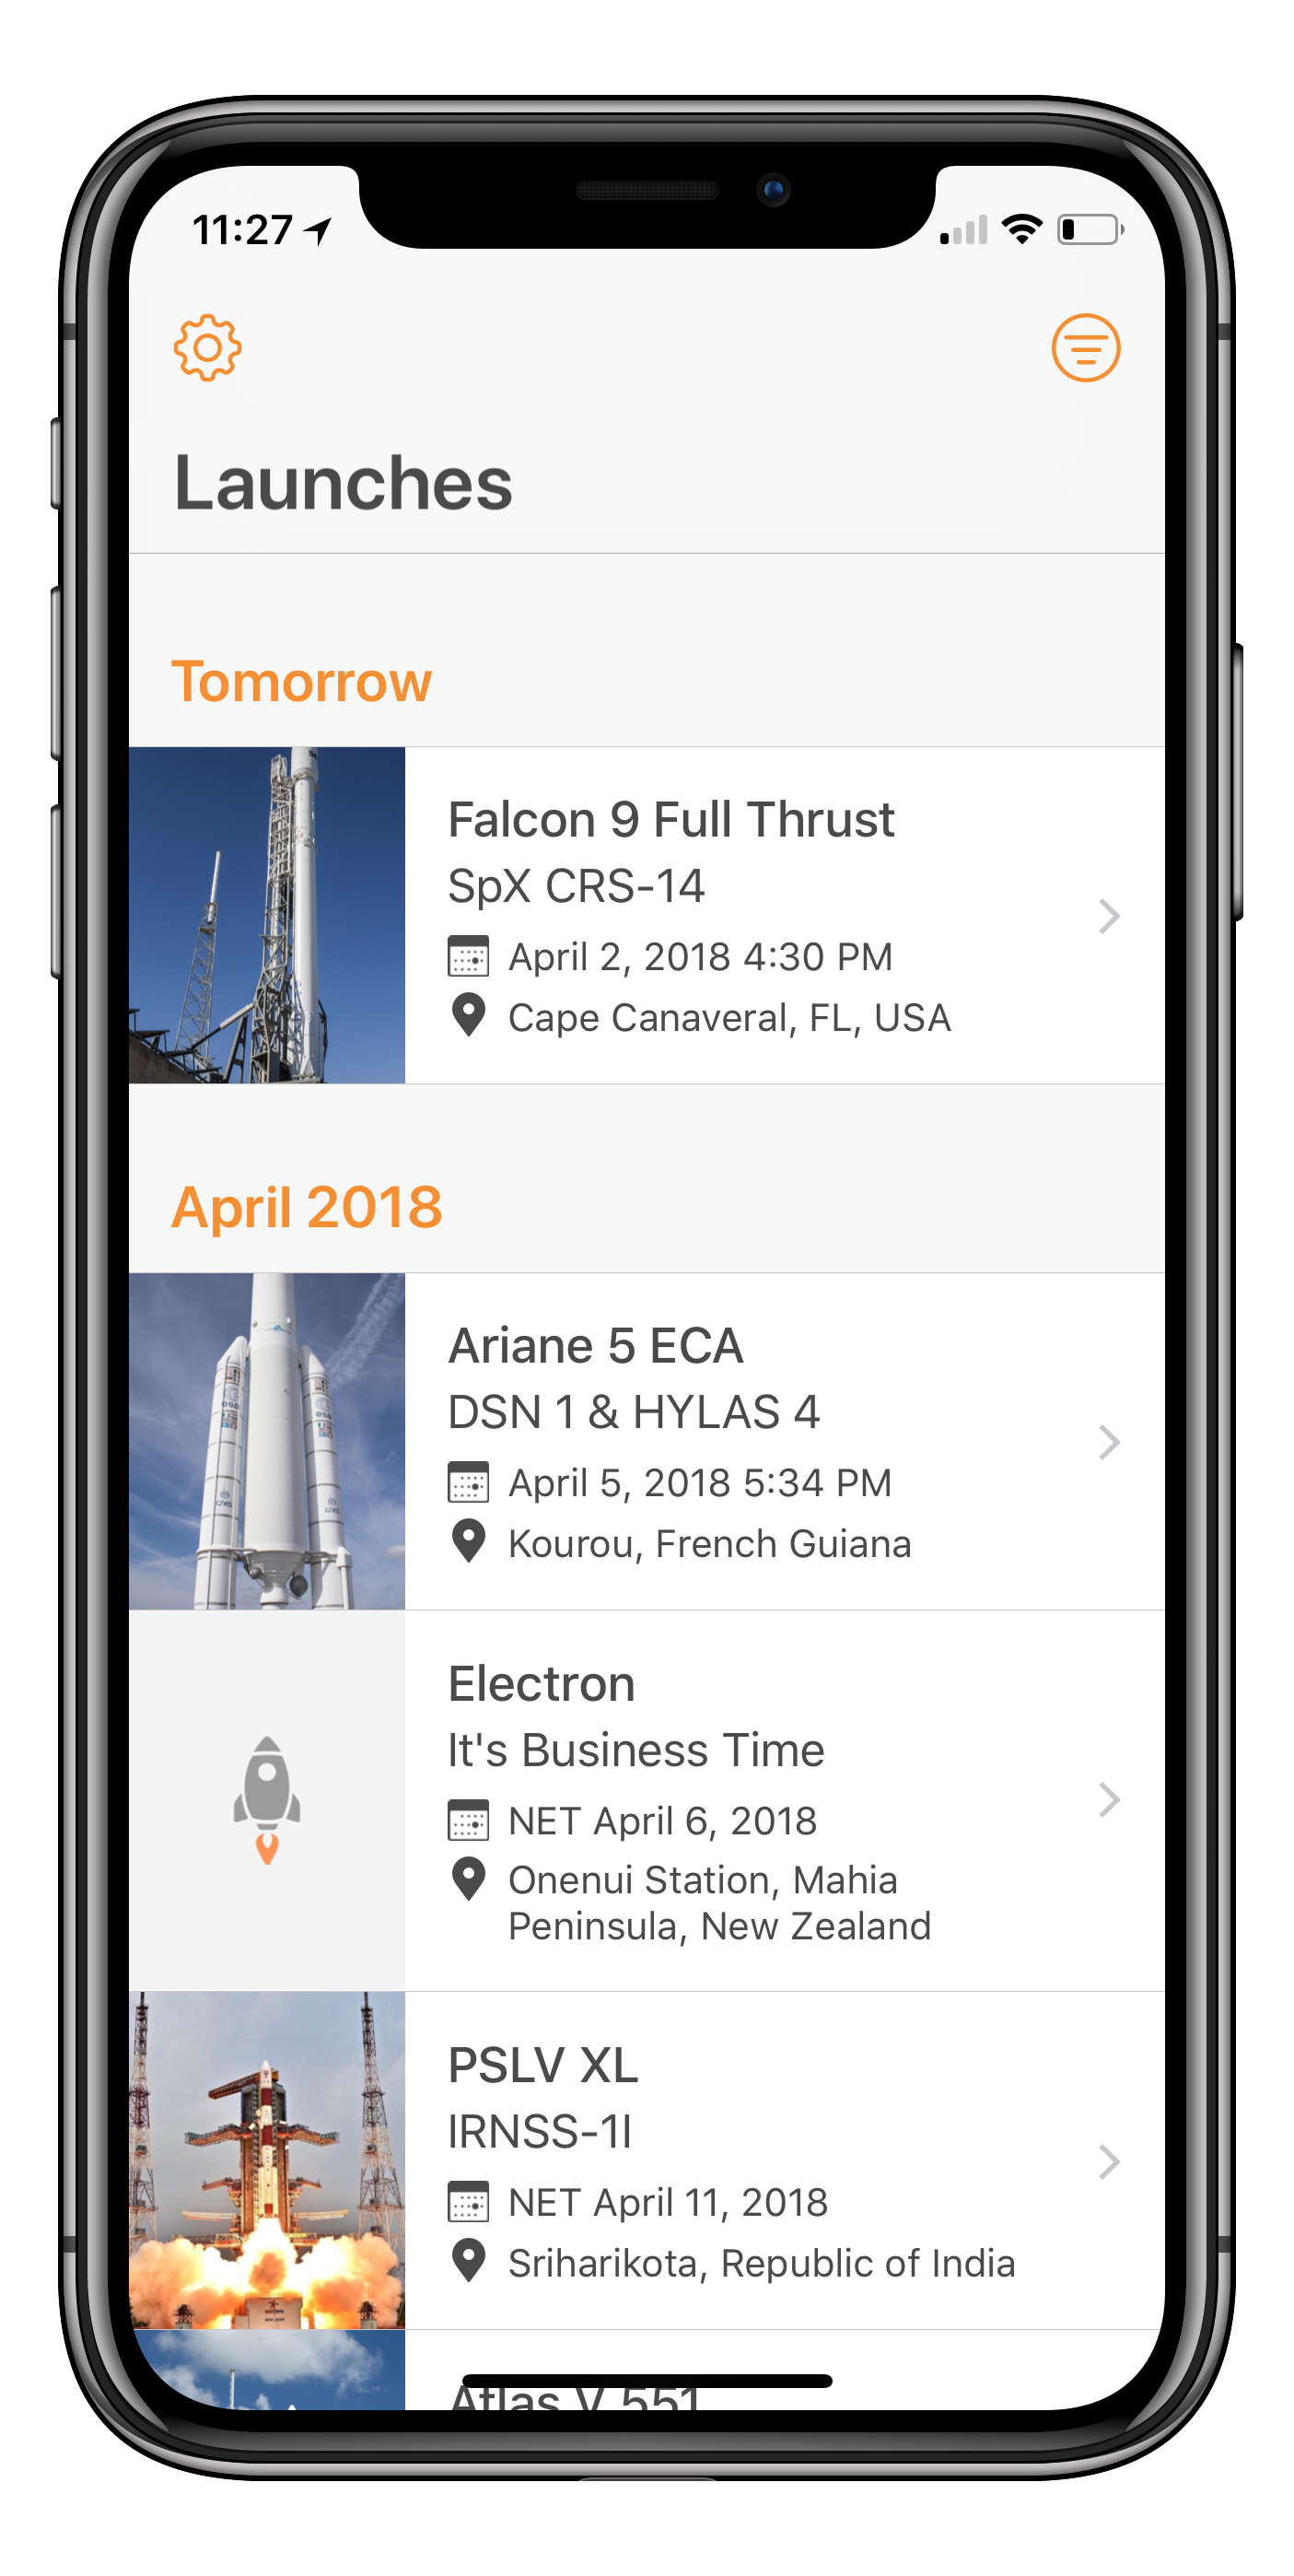 11:27
Launches
Tomorrow
Falcon 9 Full Thrust
SpX CRS-14
April 2, 2018 4:30 PM
Cape Canaveral, FL, USA
April 2018
Ariane 5 ECA
DSN 1 & HYLAS 4
April 5, 2018 5:34 PM
Kourou, French Guiana
Electron
It's Business Time
NET April 6, 2018
Onenui Station, Mahia
Peninsula, New Zealand
PSLV XL
IRNSS-1I
NET April 11, 2018
Sriharikota, Republic of India
Atlas V 551